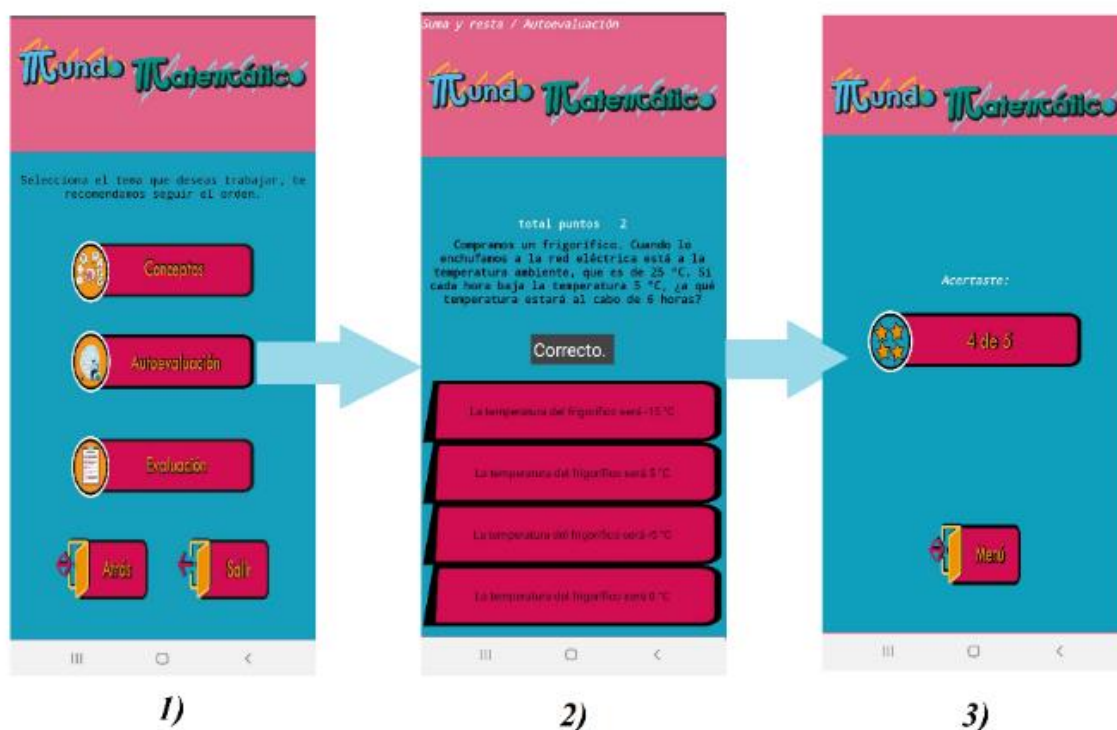 Mundo Matemático
Selecciona el tema que deseas trabajar, te
recomendamos seguir el orden.
Conceptos
Autoevaluación
Evaluación
Atrás
Salir
1)
Suma y resta / Autoevaluación
Mundo Matemático
total puntos 2
Compramos un frigorífico. Cuando lo
enchufamos a la red eléctrica está a la
temperatura ambiente, que es de 25 °C. Si
cada hora baja la temperatura 5 °C, ¿a qué
temperatura estará al cabo de 6 horas?
Correcto.
La temperatura del frigorífico será -15 °C
La temperatura del frigorífico será 5 °C
La temperatura del frigorífico será -5 °C
La temperatura del frigorífico será 0 °C
2)
Mundo Matemático
Acertaste:
4 de 5
Menú
3)